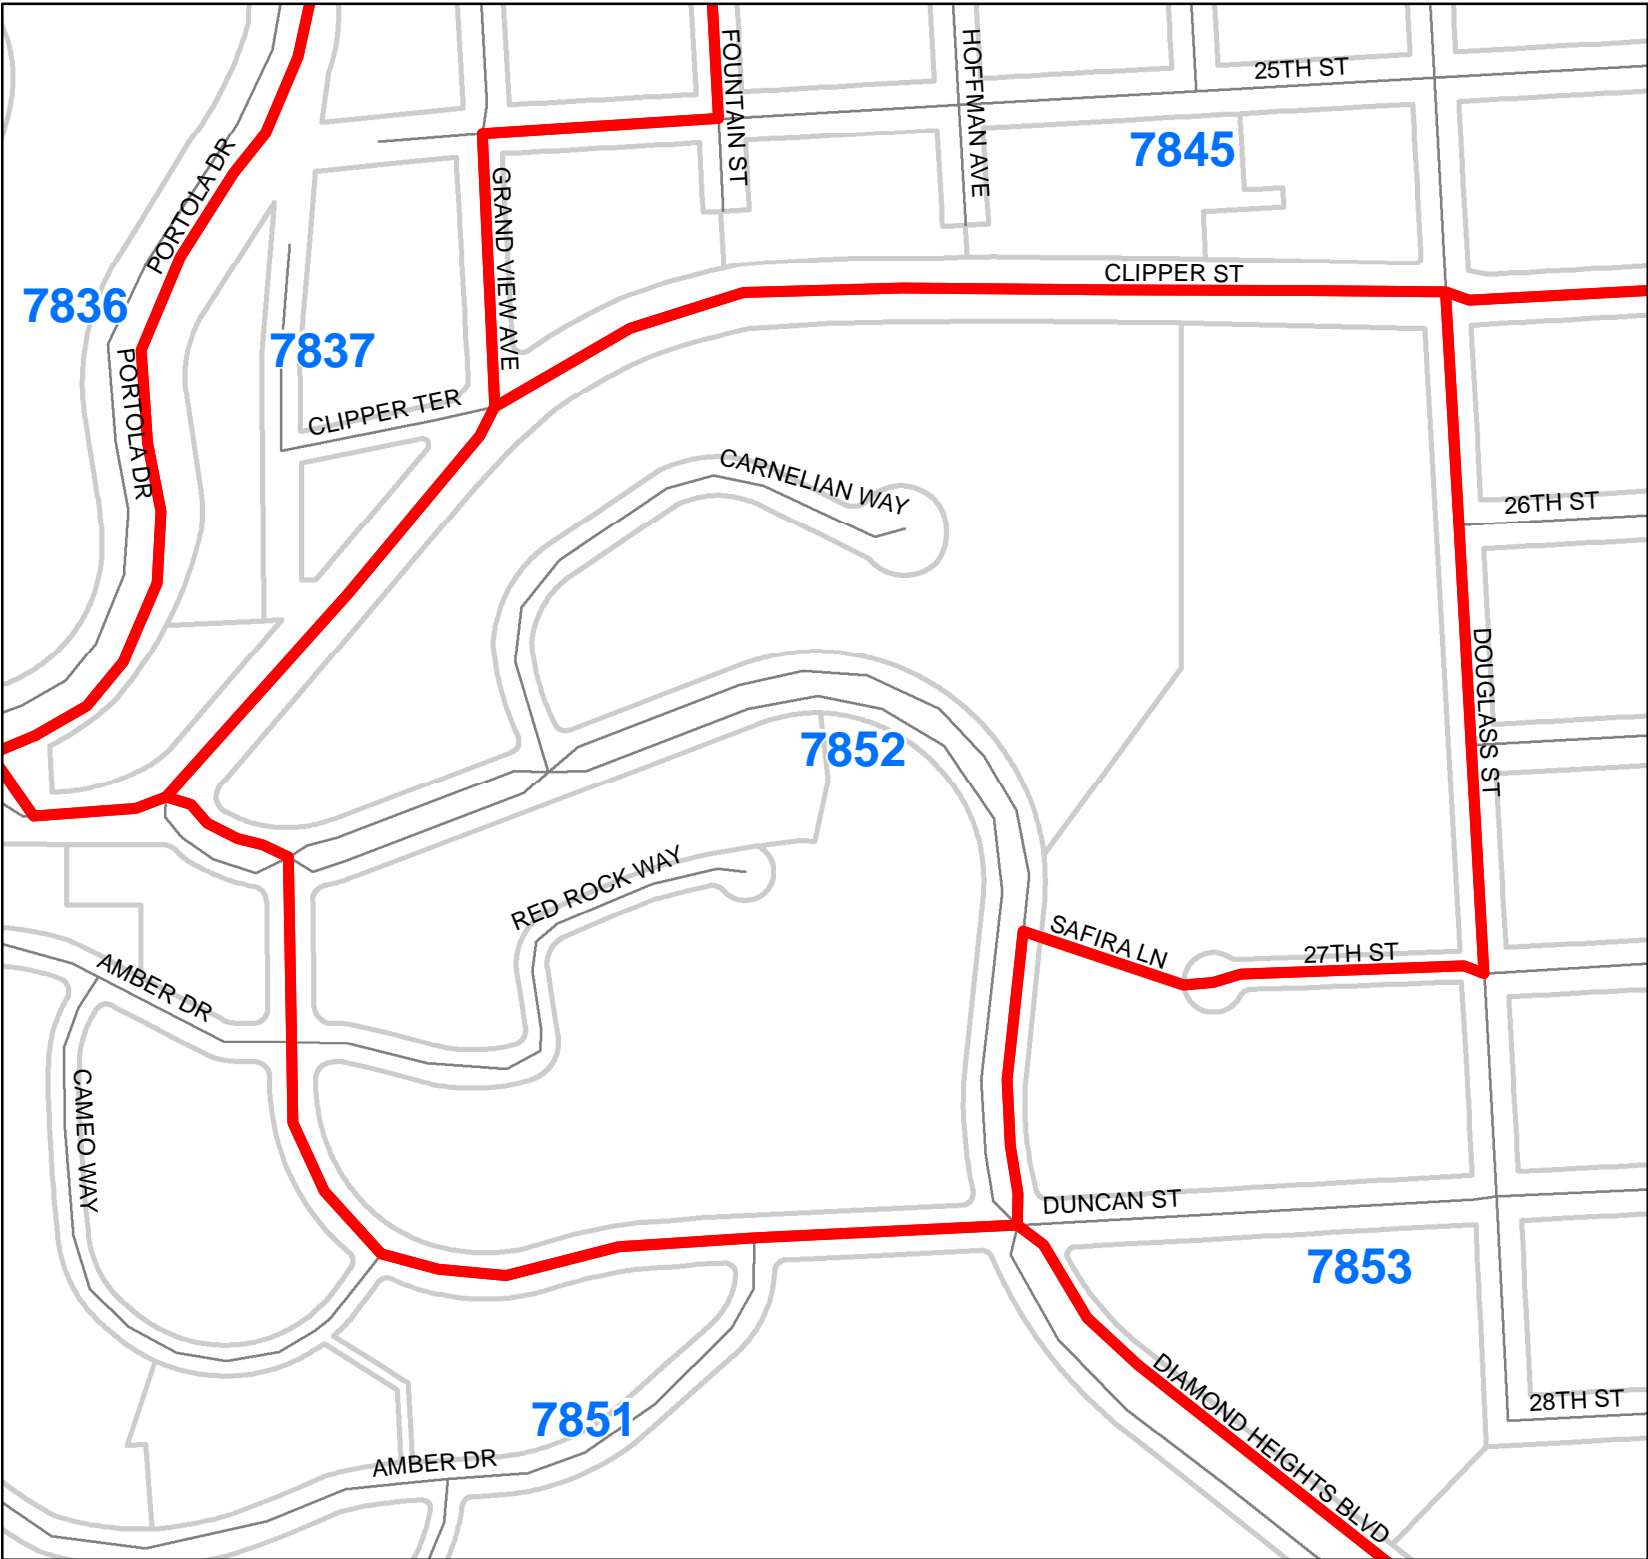 FOUNTAIN ST
HOFFMAN AVE
25TH ST
7845
PORTOLA DR
GRAND VIEW AVE
CLIPPER ST
7836
7837
PORTOLA DR
CLIPPER TER
CARNELIAN WAY
26TH ST
DOUGLASS ST
7852
RED ROCK WAY
SAFIRA LN
27TH ST
AMBER DR
CAMEO WAY
DUNCAN ST
7853
DIAMOND HEIGHTS BLVD
28TH ST
7851
AMBER DR